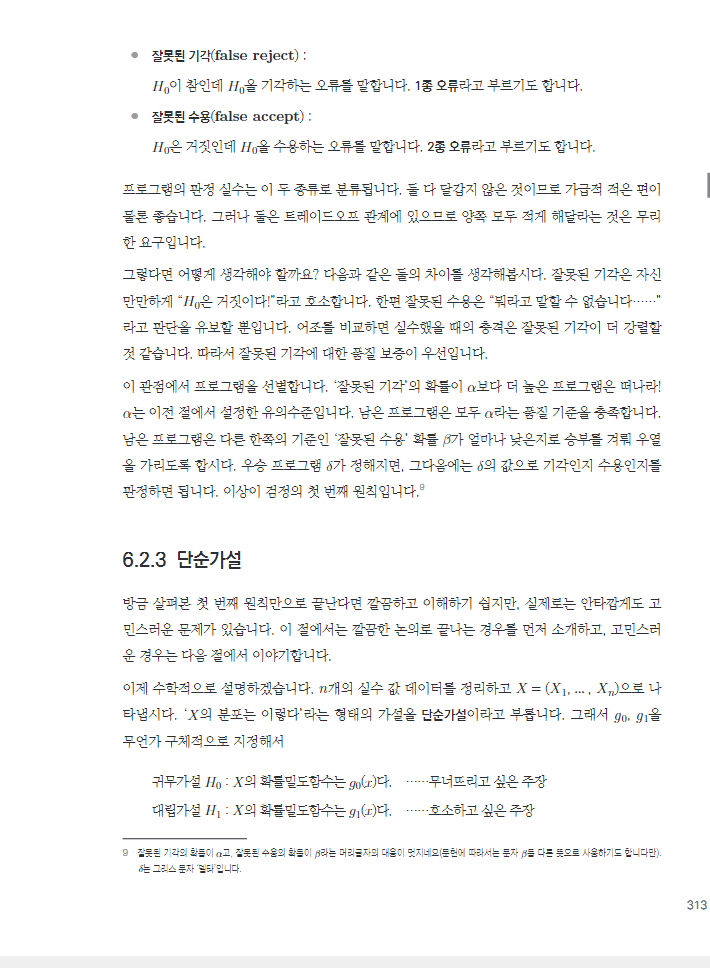 ● 잘못된 기각(false reject) :
H₀이 참인데 H₀을 기각하는 오류를 말합니다. 1종 오류라고 부르기도 합니다.
● 잘못된 수용(false accept) :
H₀은 거짓인데 H₀을 수용하는 오류를 말합니다. 2종 오류라고 부르기도 합니다.
프로그램의 판정 실수는 이 두 종류로 분류됩니다. 둘 다 달갑지 않은 것이므로 가급적 적은 편이
물론 좋습니다. 그러나 둘은 트레이드오프 관계에 있으므로 양쪽 모두 적게 해달라는 것은 무리
한 요구입니다.
그렇다면 어떻게 생각해야 할까요? 다음과 같은 둘의 차이를 생각해봅시다. 잘못된 기각은 자신
만만하게 “H₀은 거짓이다!”라고 호소합니다. 한편 잘못된 수용은 “뭐라고 말할 수 없습니다……”
라고 판단을 유보할 뿐입니다. 어조를 비교하면 실수했을 때의 충격은 잘못된 기각이 더 강렬할
것 같습니다. 따라서 잘못된 기각에 대한 품질 보증이 우선입니다.
이 관점에서 프로그램을 선별합니다. ‘잘못된 기각’의 확률이 α보다 더 높은 프로그램은 떠나라!
α는 이전 절에서 설정한 유의수준입니다. 남은 프로그램은 모두 α라는 품질 기준을 충족합니다.
남은 프로그램은 다른 한쪽의 기준인 ‘잘못된 수용’ 확률 β가 얼마나 낮은지로 승부를 겨뤄 우열
을 가리도록 합시다. 우승 프로그램 δ가 정해지면, 그다음에는 δ의 값으로 기각인지 수용인지를
판정하면 됩니다. 이상이 검정의 첫 번째 원칙입니다.⁹
6.2.3 단순가설
방금 살펴본 첫 번째 원칙만으로 끝난다면 깔끔하고 이해하기 쉽지만, 실제로는 안타깝게도 고
민스러운 문제가 있습니다. 이 절에서는 깔끔한 논의로 끝나는 경우를 먼저 소개하고, 고민스러
운 경우는 다음 절에서 이야기합니다.
이제 수학적으로 설명하겠습니다. n개의 실수 값 데이터를 정리하고 X = (X₁, … , Xₙ)으로 나
타냅시다. ‘X의 분포는 이렇다’라는 형태의 가설을 단순가설이라고 부릅니다. 그래서 g₀, g₁을
무언가 구체적으로 지정해서
귀무가설 H₀ : X의 확률밀도함수는 g₀(x)다. ……무너뜨리고 싶은 주장
대립가설 H₁ : X의 확률밀도함수는 g₁(x)다. ……호소하고 싶은 주장
9 잘못된 기각의 확률이 α고, 잘못된 수용의 확률이 β라는 머리글자의 대응이 멋지네요(문헌에 따라서는 문자 β를 다른 뜻으로 사용하기도 합니다만).
δ는 그리스 문자 ‘델타’입니다.
313